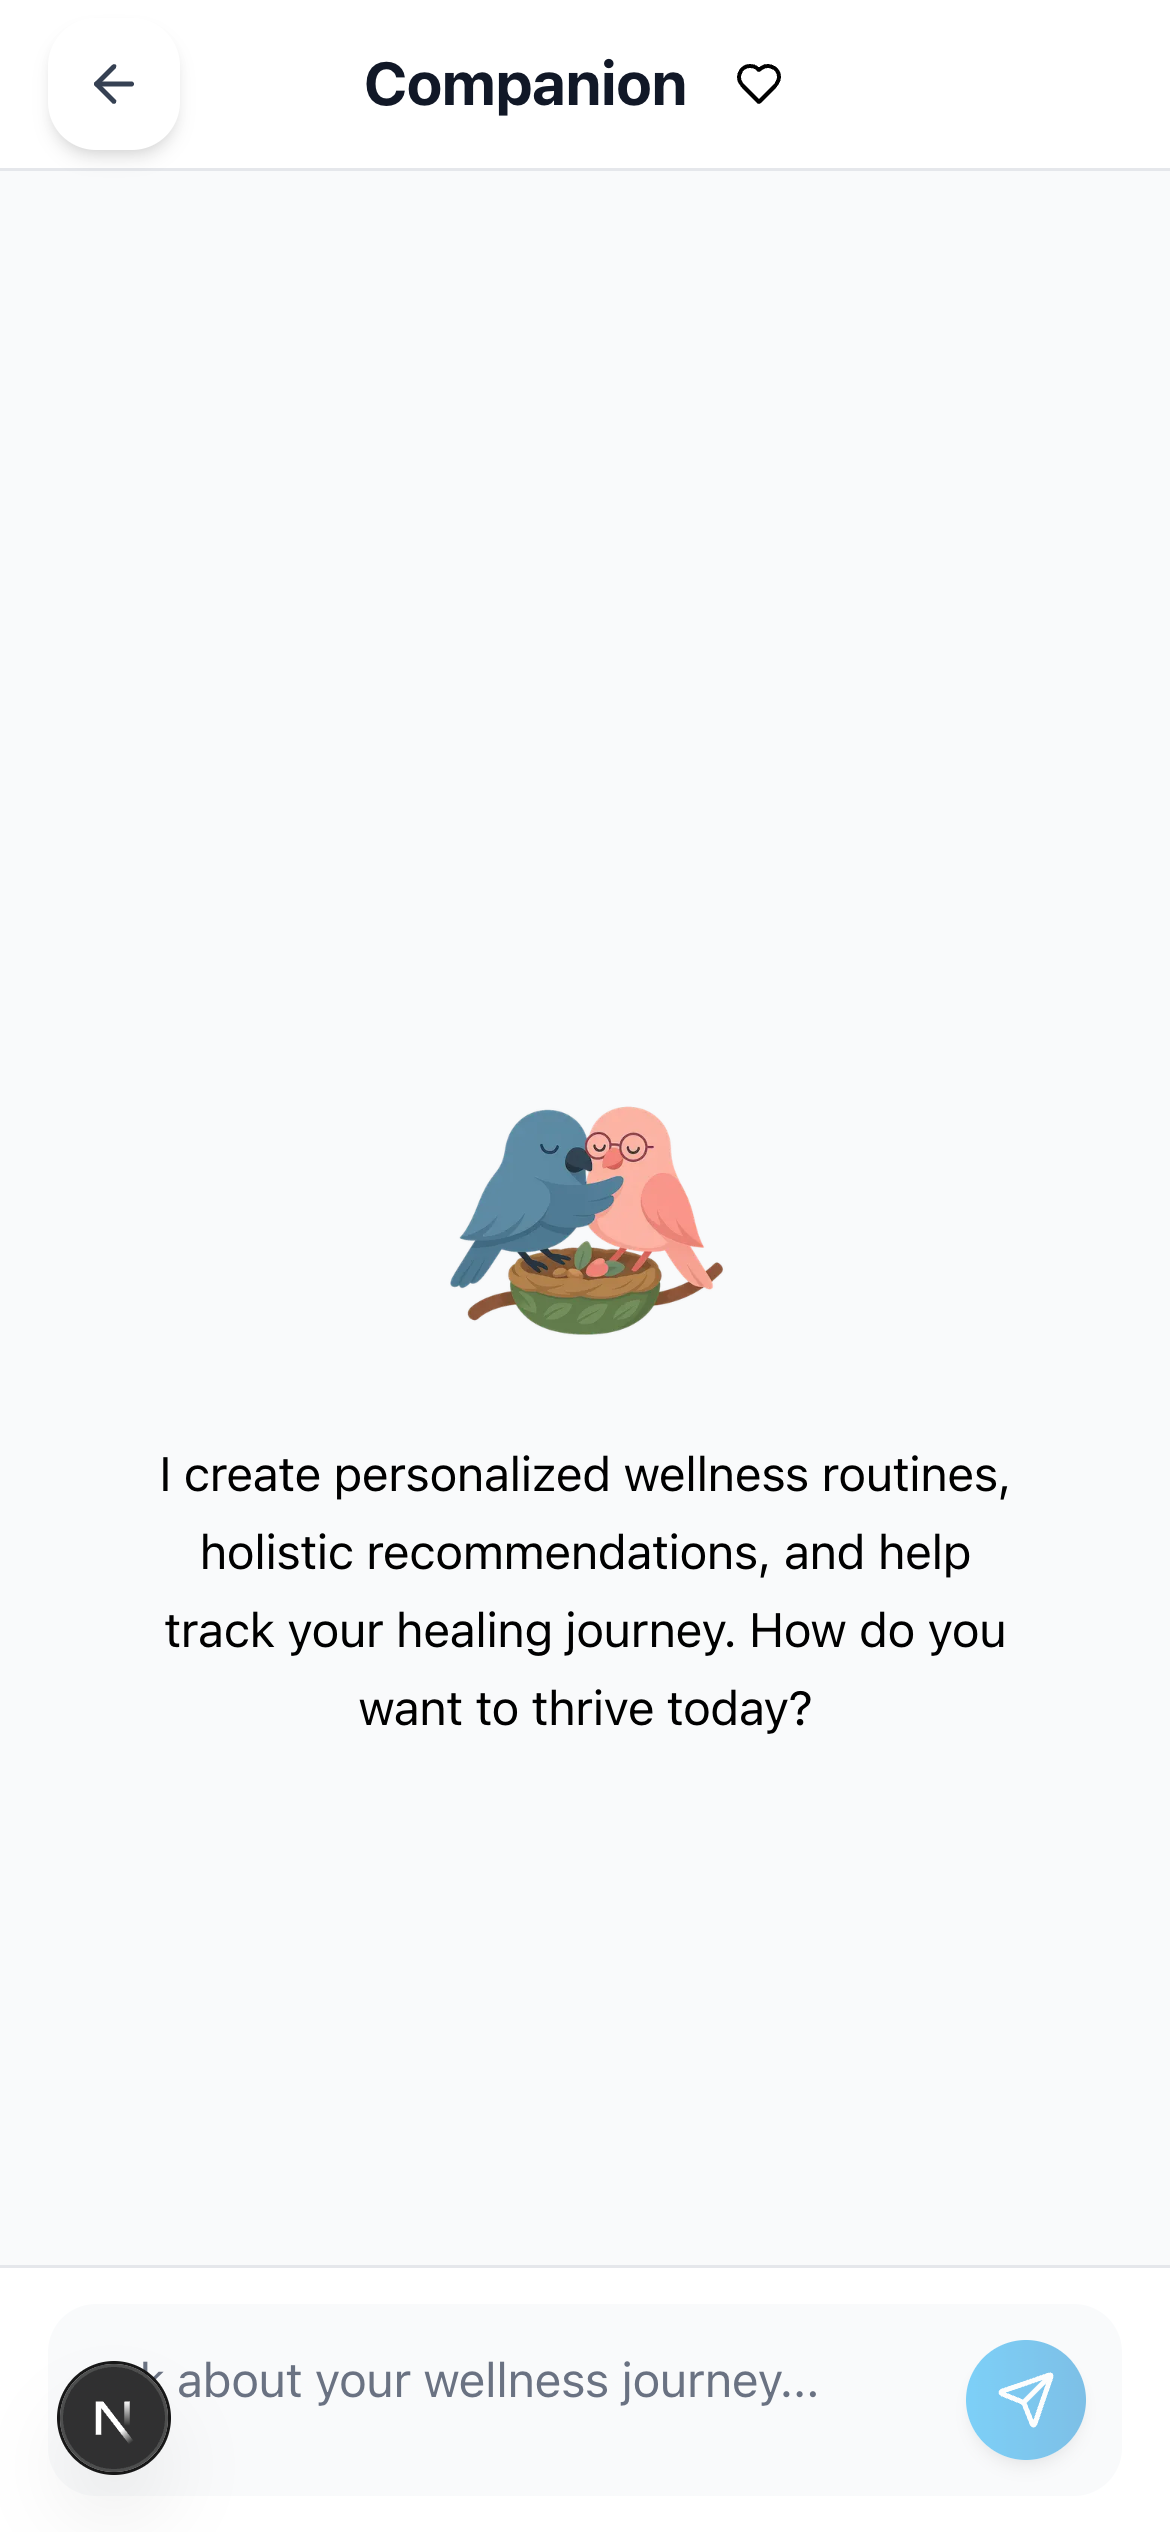 Companion
I create personalized wellness routines,
holistic recommendations, and help
track your healing journey. How do you
want to thrive today?
about your wellness journey...
N